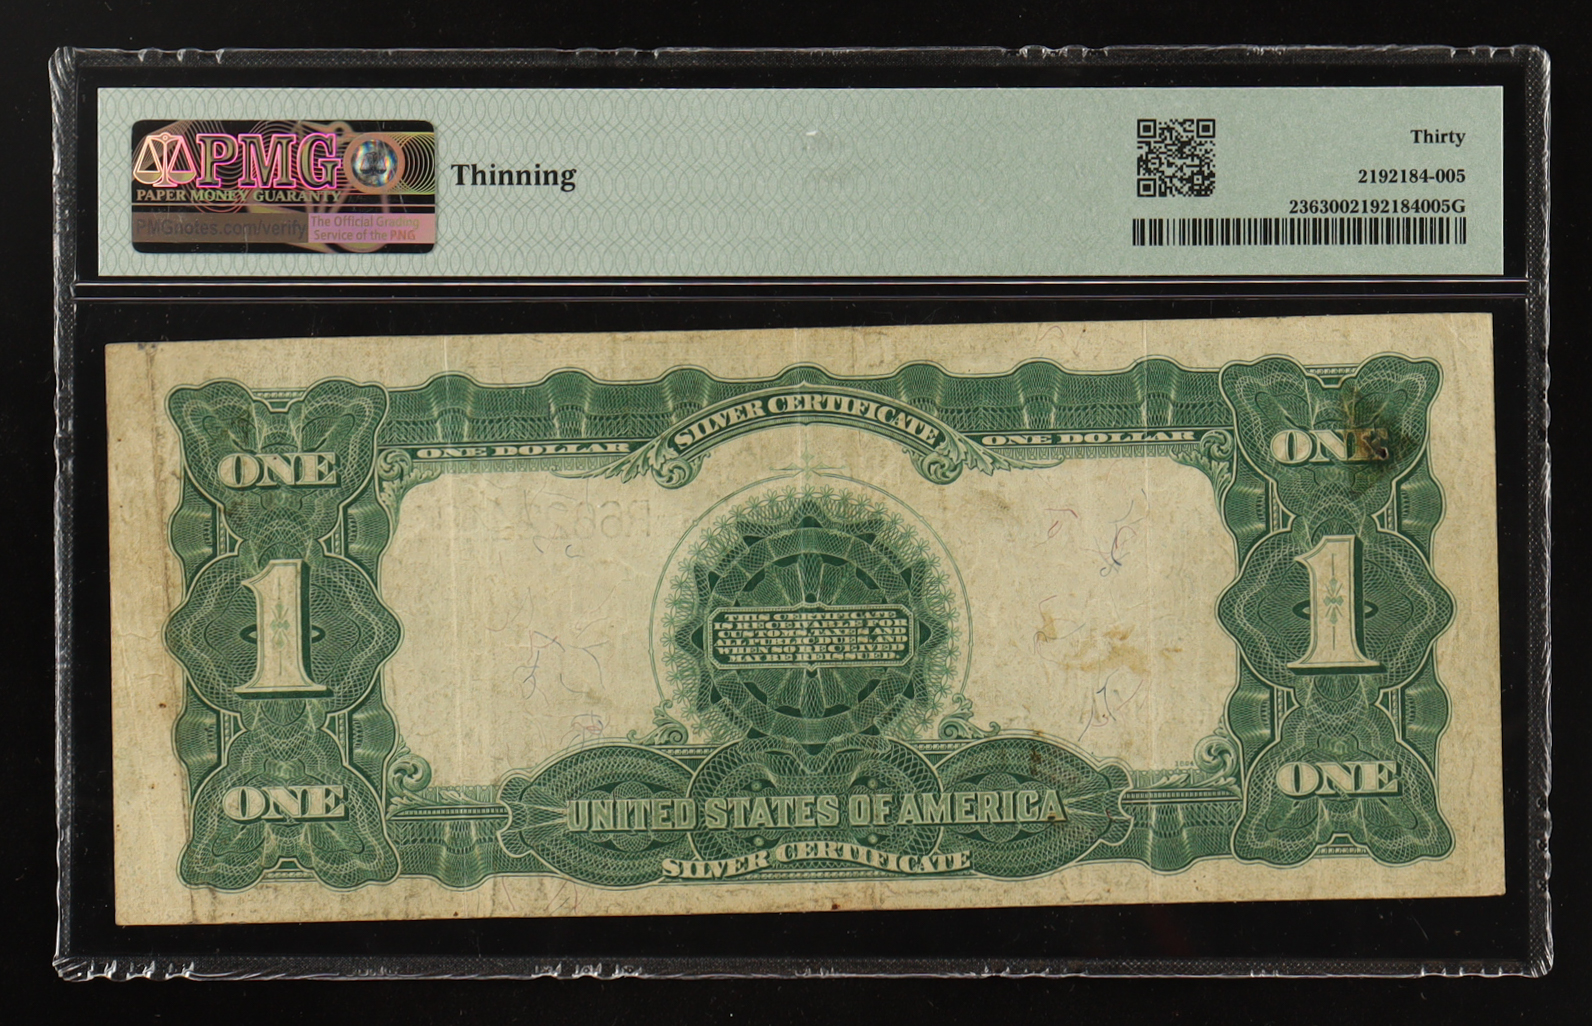 PMG
PAPER MONEY GUARANTY
PMGnotes.com/verify
The Official Grading
Service of the PNG
Thinning
Thirty
2192184-005
2363002192184005G
SILVER CERTIFICATE
ONE DOLLAR
ONE DOLLAR
ONE
ONE
1
1
THIS CERTIFICATE
IS RECEIVABLE FOR
CUSTOMS, TAXES AND
ALL PUBLIC DUES, AND
WHEN SO RECEIVED
MAY BE REISSUED.
ONE
ONE
UNITED STATES OF AMERICA
SILVER CERTIFICATE